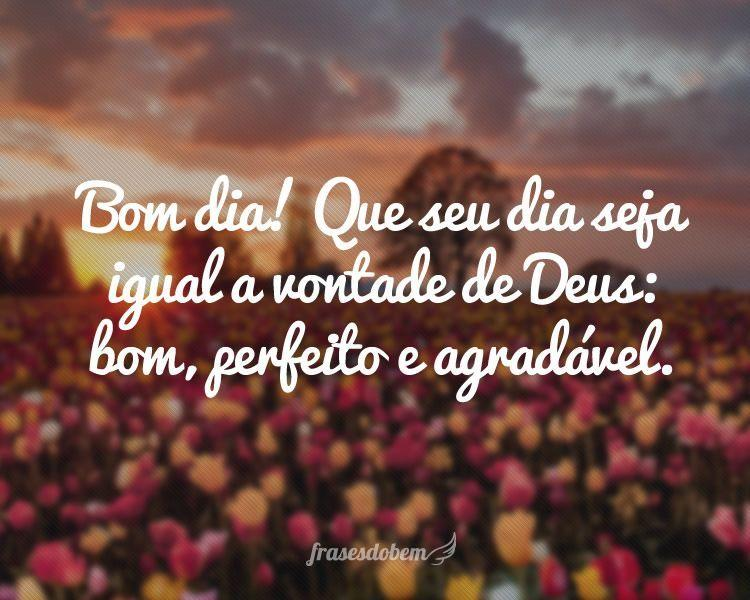 Bom dia! Que seu dia seja
igual a vontade de Deus:
bom, perfeito e agradável.
frasesdobem